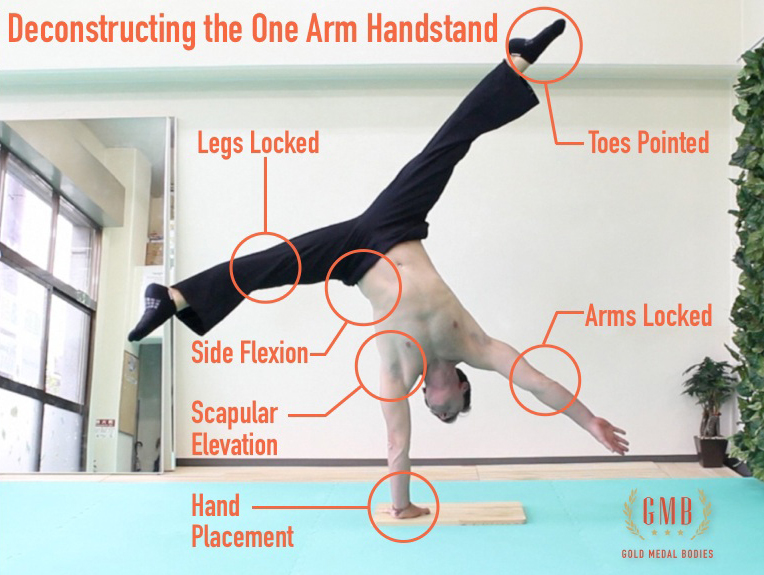 Deconstructing the One Arm Handstand
Legs Locked
Toes Pointed
Arms Locked
Side Flexion
Scapular
Elevation
Hand
Placement
GMB
GOLD MEDAL BODIES